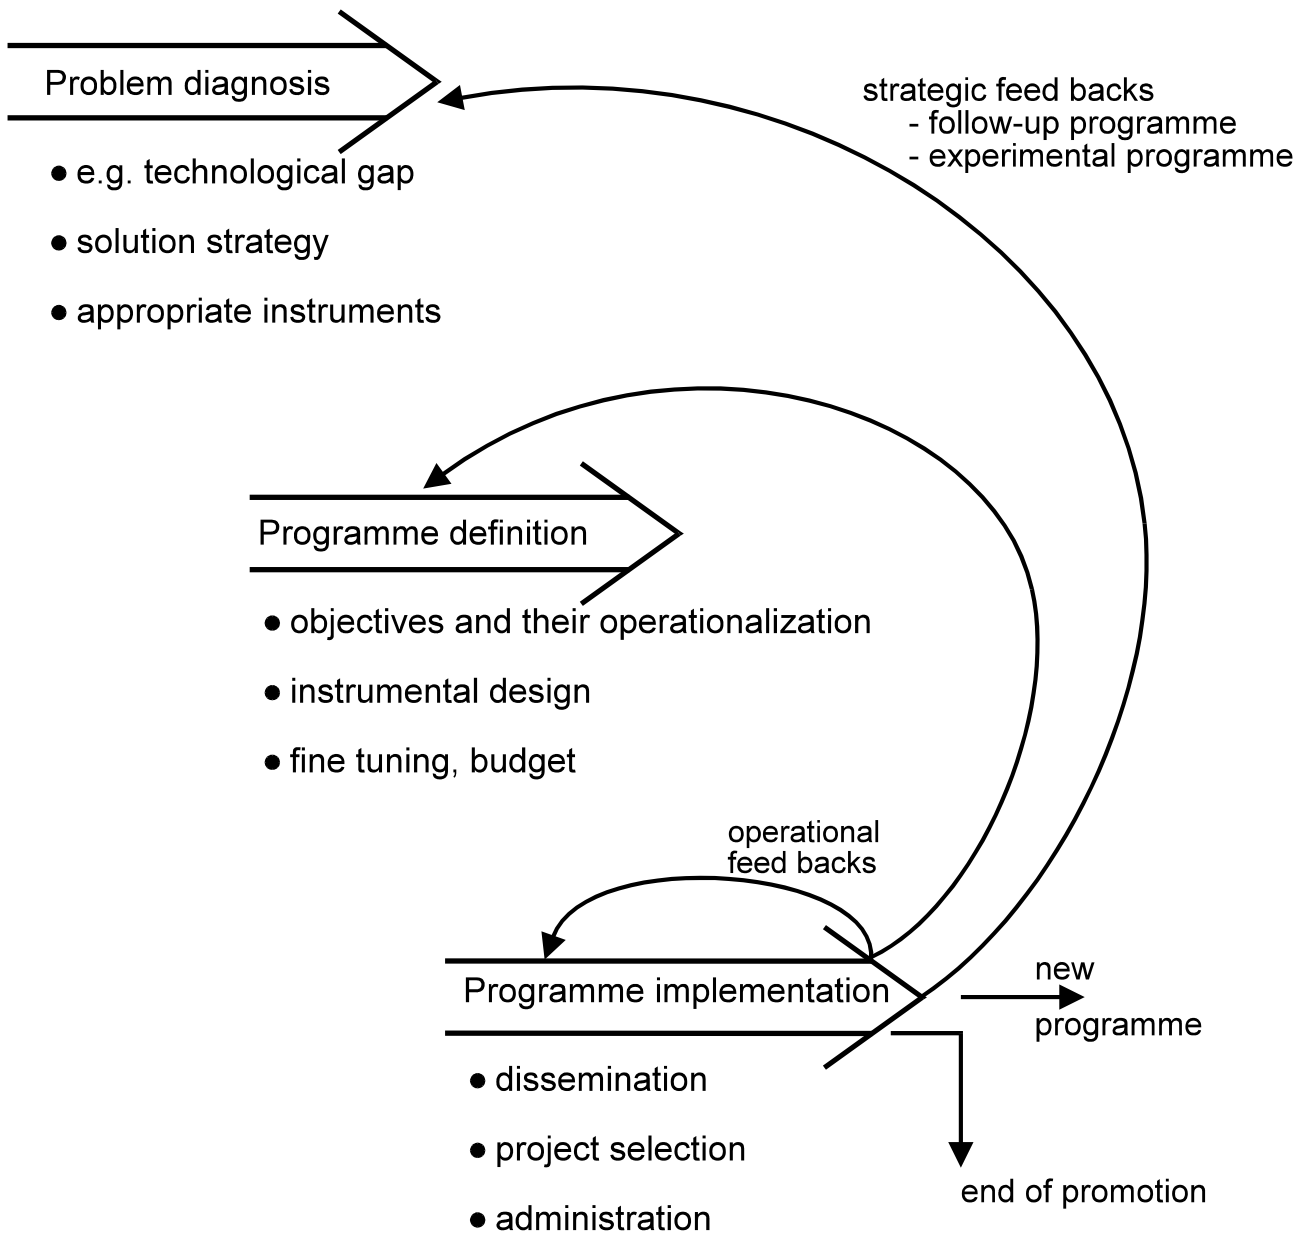 Problem diagnosis
● e.g. technological gap
● solution strategy
● appropriate instruments
strategic feed backs
- follow-up programme
- experimental programme
Programme definition
● objectives and their operationalization
● instrumental design
● fine tuning, budget
operational
feed backs
Programme implementation
● dissemination
● project selection
● administration
new
programme
end of promotion